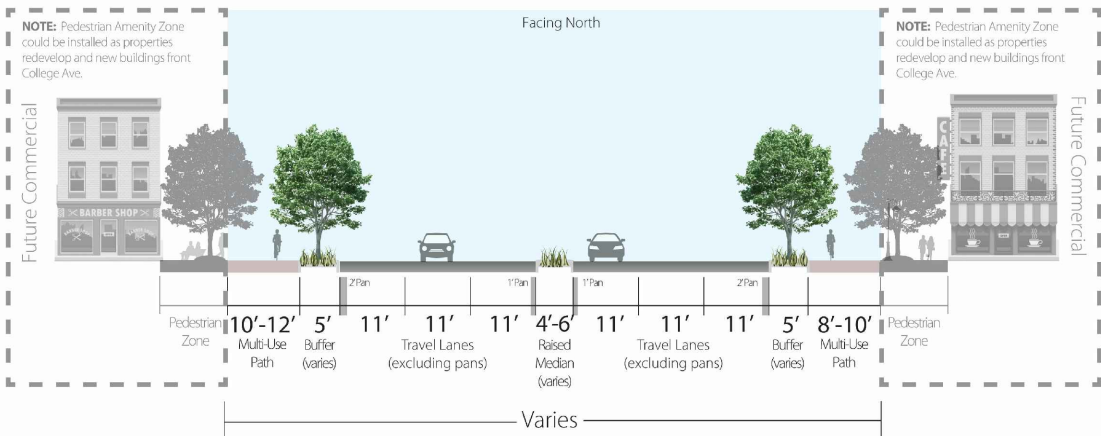 Facing North
NOTE: Pedestrian Amenity Zone
could be installed as properties
redevelop and new buildings front
College Ave.
NOTE: Pedestrian Amenity Zone
could be installed as properties
redevelop and new buildings front
College Ave.
Future Commercial
BARBER SHOP
CAFE
Future Commercial
2' Pan
1' Pan
1' Pan
2' Pan
Pedestrian
Zone
10'-12'
Multi-Use
Path
5'
Buffer
(varies)
11' 11' 11'
Travel Lanes
(excluding pans)
4'-6'
Raised
Median
(varies)
11' 11' 11'
Travel Lanes
(excluding pans)
5'
Buffer
(varies)
8'-10'
Multi-Use
Path
Pedestrian
Zone
Varies